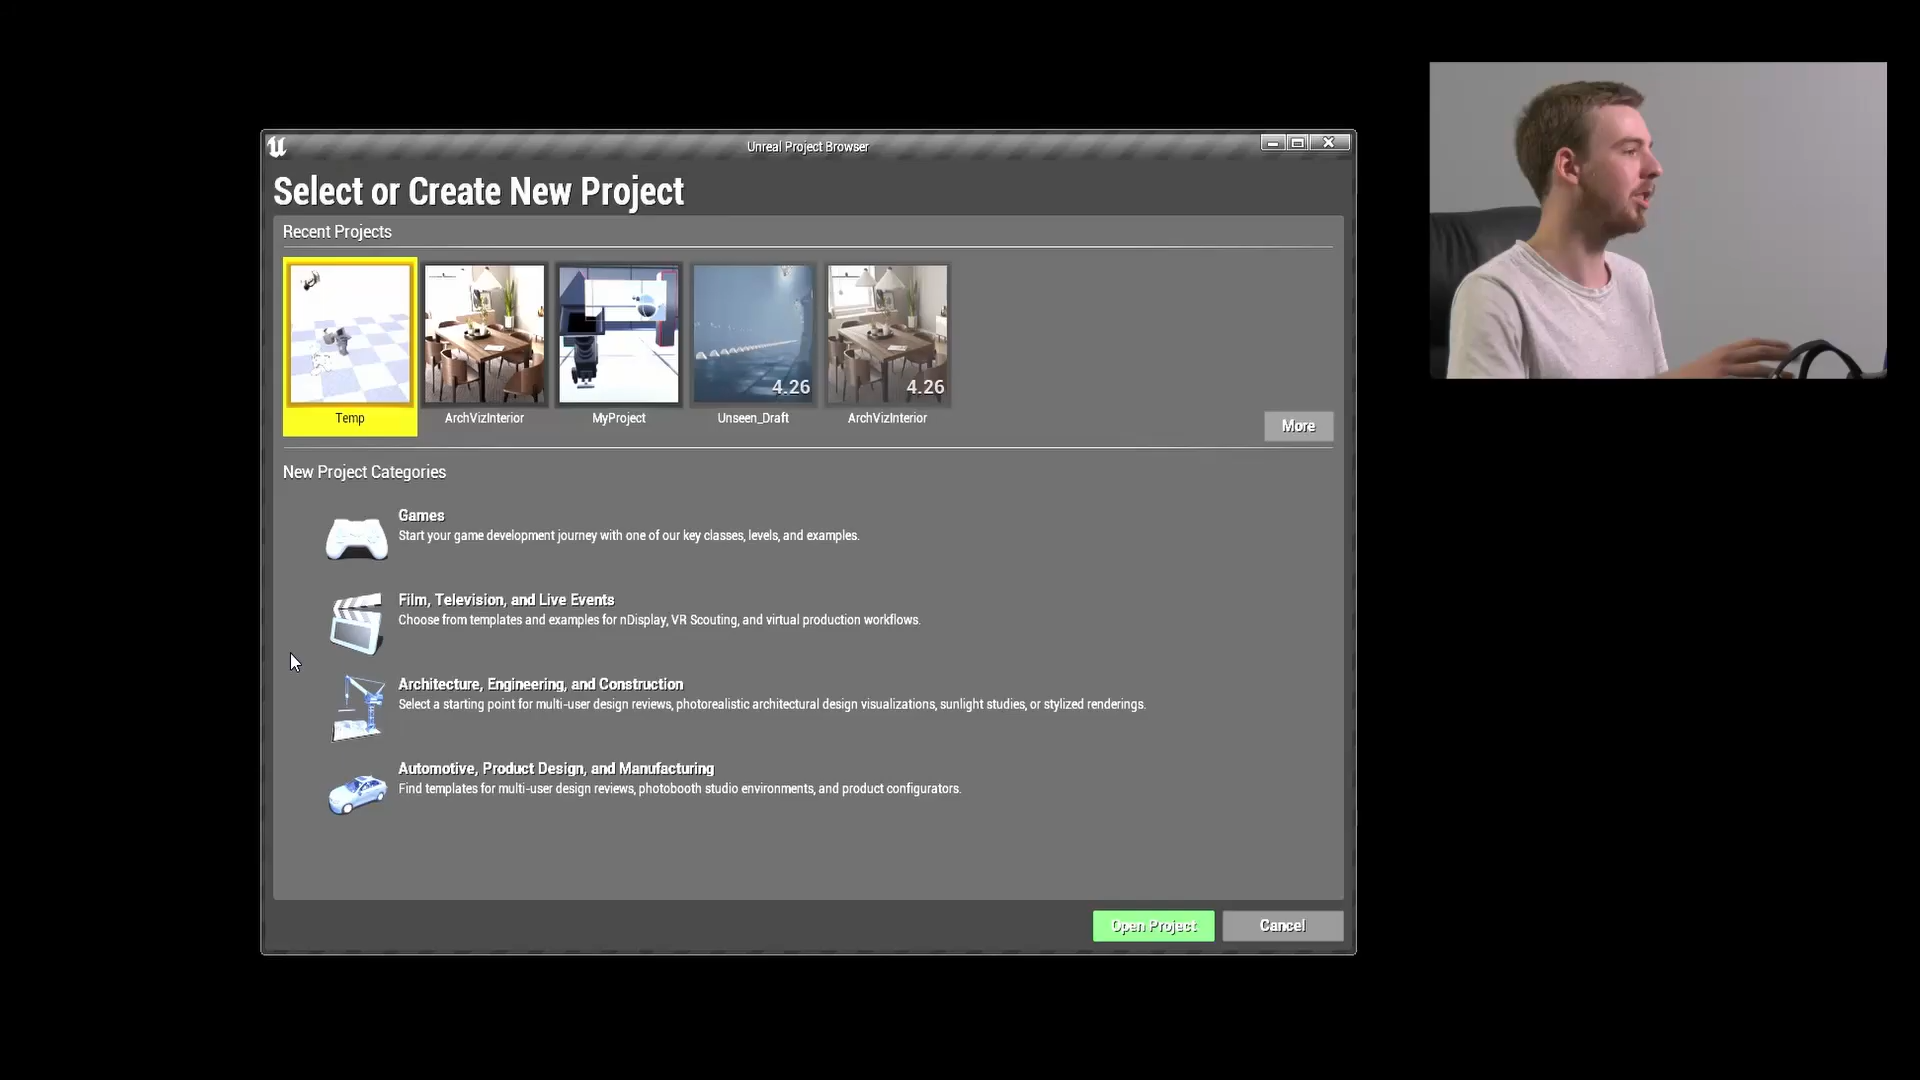 Unreal Project Browser
Select or Create New Project
Recent Projects
4.26
4.26
Temp
ArchVizInterior
MyProject
Unseen_Draft
ArchVizInterior
More
New Project Categories
Games
Start your game development journey with one of our key classes, levels, and examples.
Film, Television, and Live Events
Choose from templates and examples for nDisplay, VR Scouting, and virtual production workflows.
Architecture, Engineering, and Construction
Select a starting point for multi-user design reviews, photorealistic architectural design visualizations, sunlight studies, or stylized renderings.
Automotive, Product Design, and Manufacturing
Find templates for multi-user design reviews, photobooth studio environments, and product configurators.
Open Project
Cancel